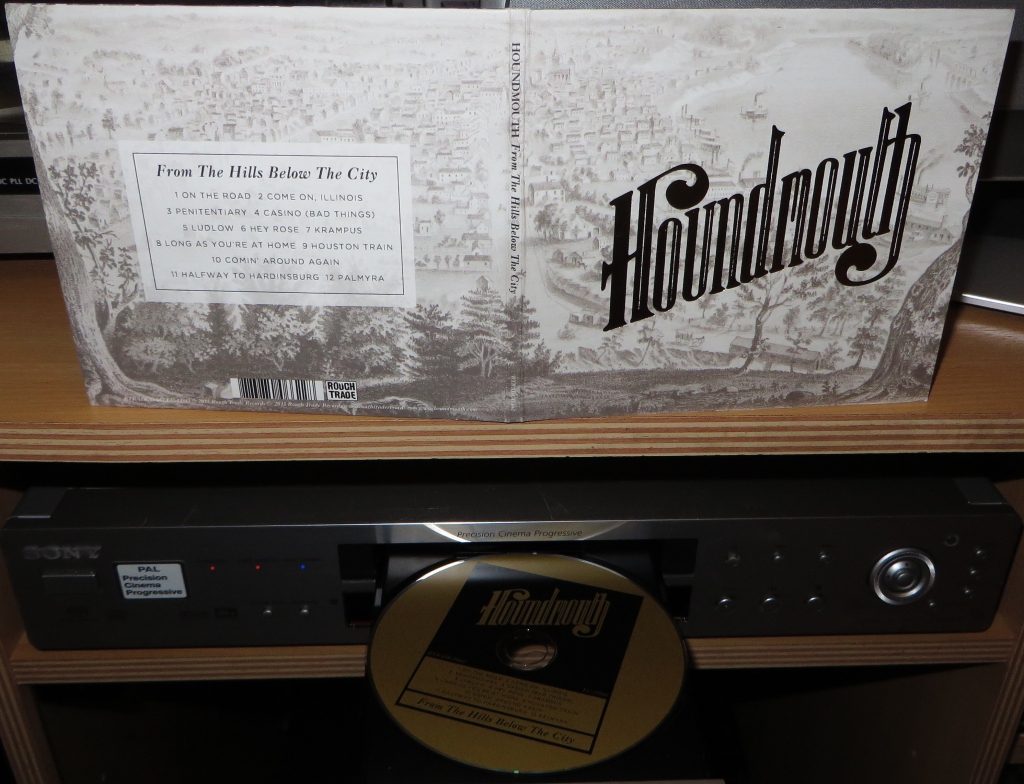 From The Hills Below The City
1 ON THE ROAD 2 COME ON, ILLINOIS
3 PENITENTIARY 4 CASINO (BAD THINGS)
5 LUDLOW 6 HEY ROSE 7 KRAMPUS
8 LONG AS YOU'RE AT HOME 9 HOUSTON TRAIN
10 COMIN' AROUND AGAIN
11 HALFWAY TO HARDINSBURG 12 PALMYRA
ROUGH
TRADE
HOUNDMOUTH From The Hills Below The City
Houndmouth
Precision Cinema Progressive
SONY
PAL
Precision
Cinema
Progressive
Houndmouth
From The Hills Below The City